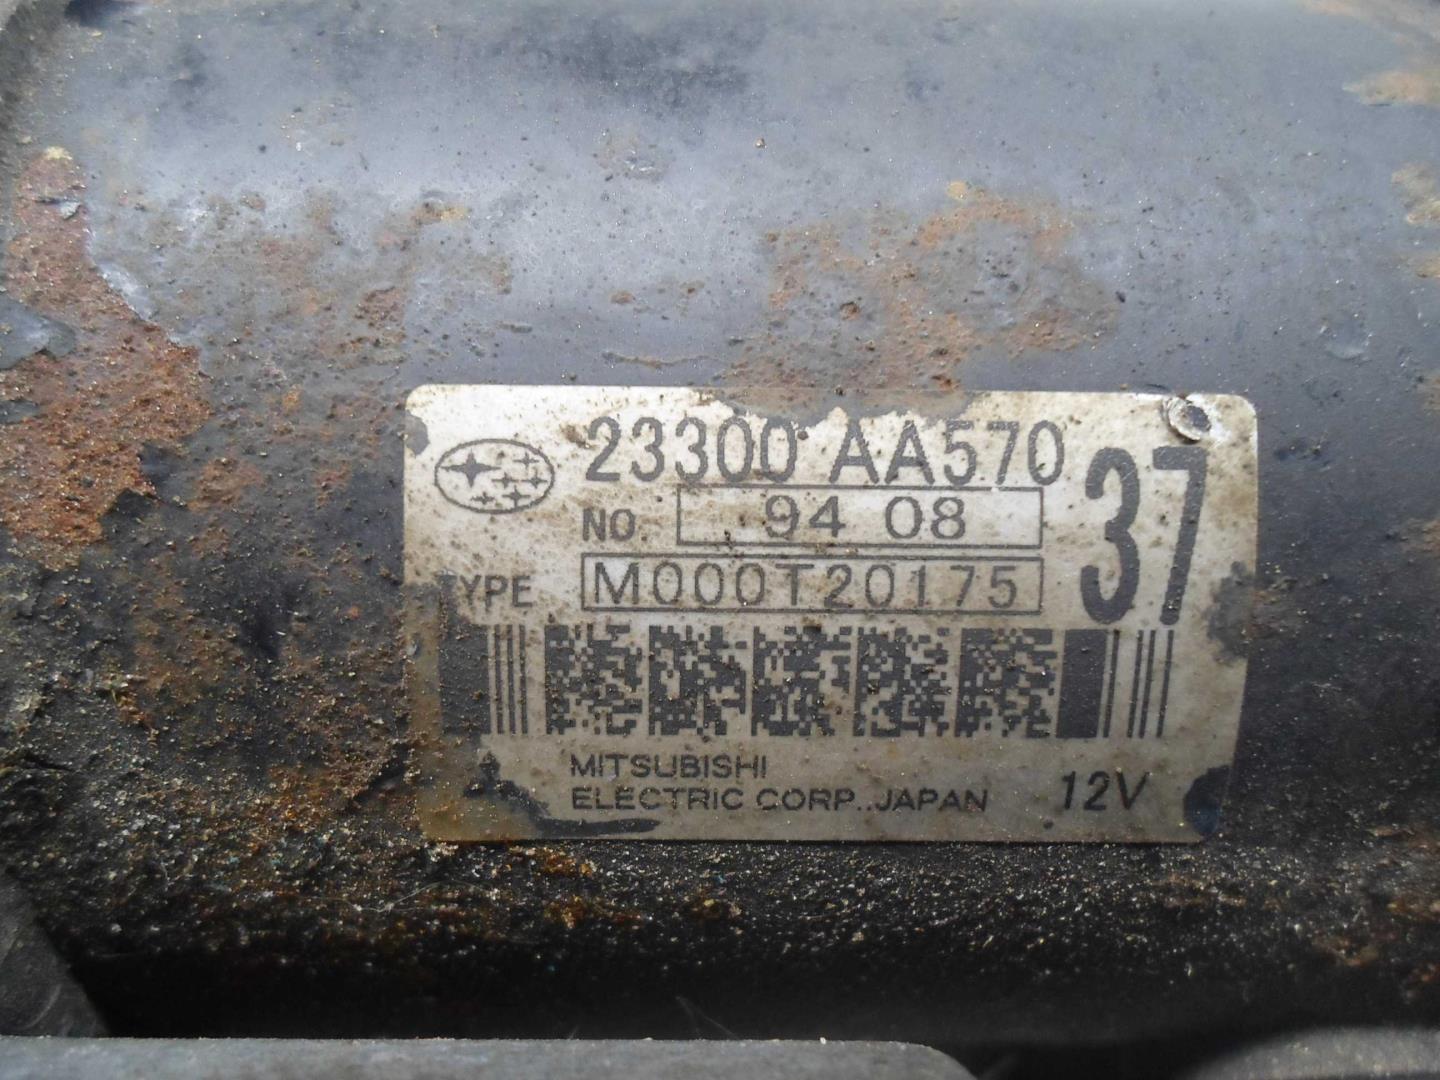 23300 AA570
NO 94 08
37
TYPE M000T20175
MITSUBISHI
ELECTRIC CORP., JAPAN 12V